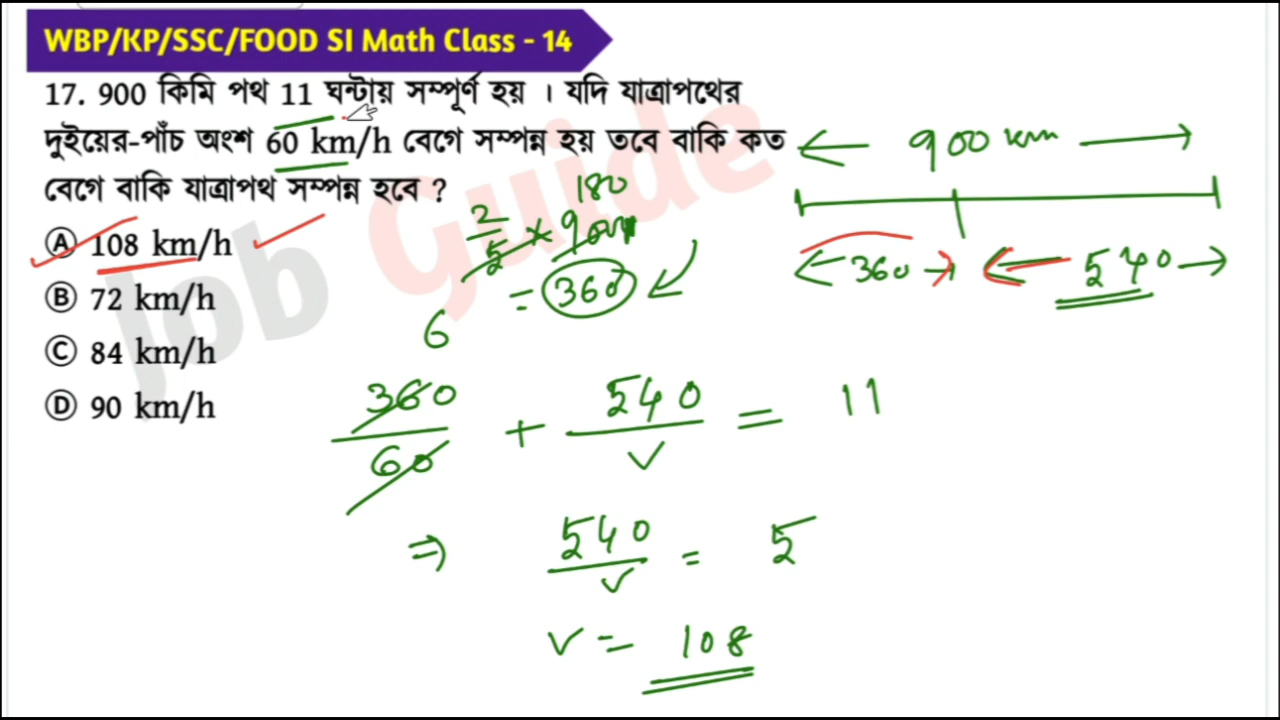 WBP/KP/SSC/FOOD SI Math Class - 14
17. 900 কিমি পথ 11 ঘন্টায় সম্পূর্ণ হয় । যদি যাত্রাপথের
দুইয়ের-পাঁচ অংশ 60 km/h বেগে সম্পন্ন হয় তবে বাকি কত
বেগে বাকি যাত্রাপথ সম্পন্ন হবে ?
Ⓐ 108 km/h
Ⓑ 72 km/h
Ⓒ 84 km/h
Ⓓ 90 km/h
Job Guide
900 km
360 540
180
2/5 × 900
= 360
6
360/60 + 540/v = 11
⇒ 540/v = 5
v = 108